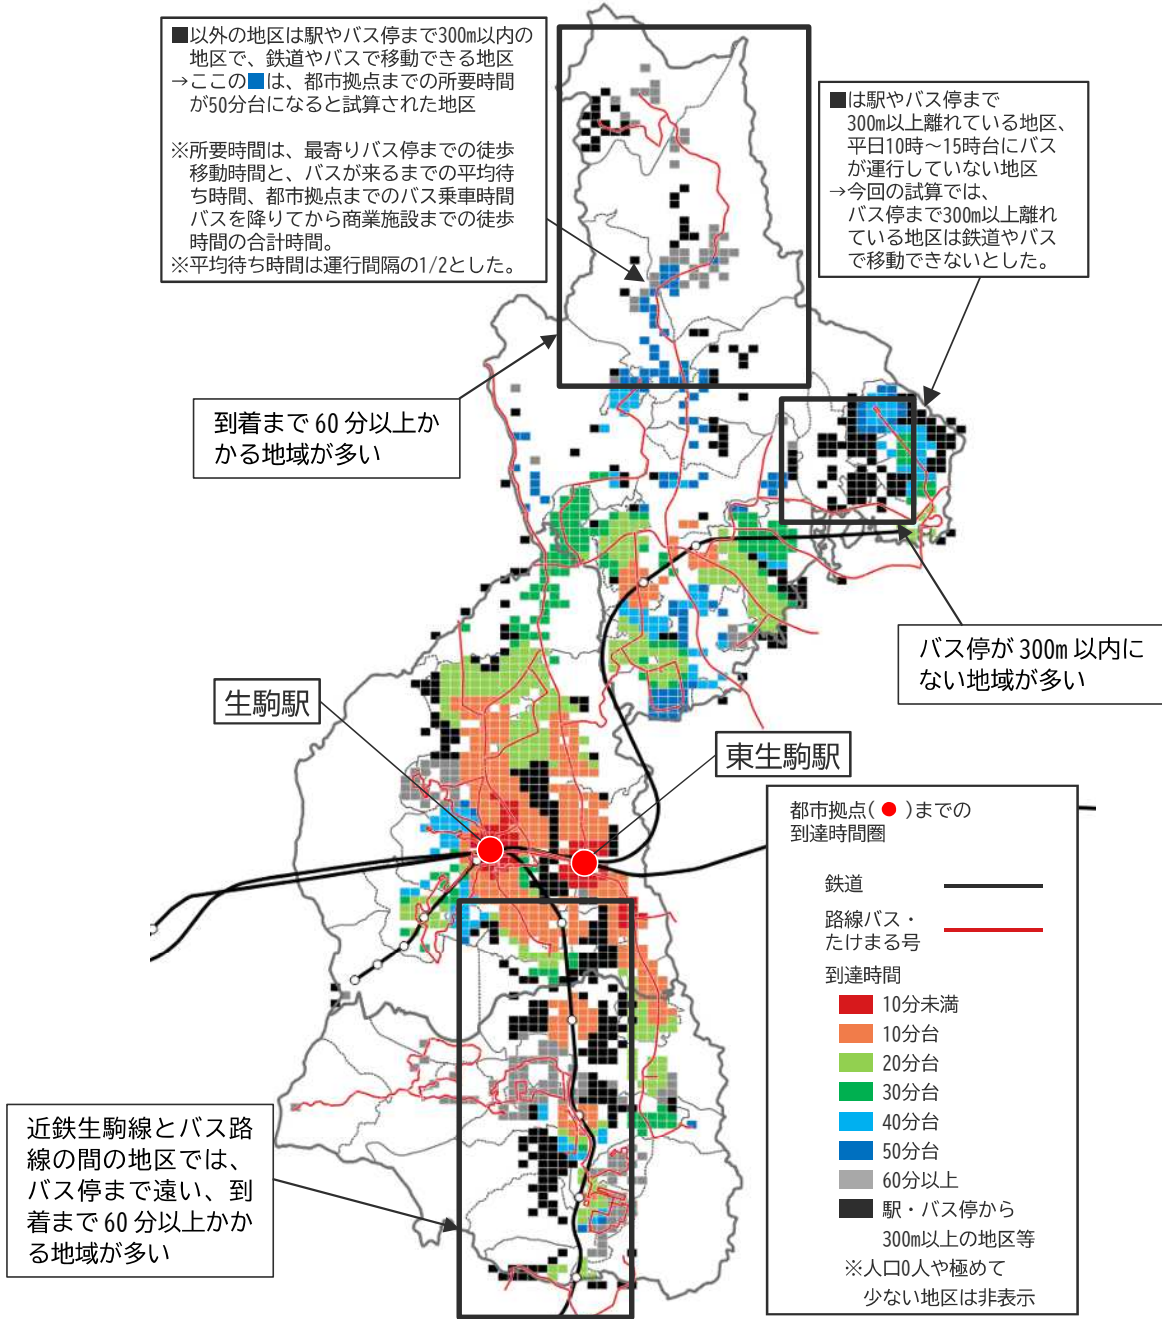 ■以外の地区は駅やバス停まで300m以内の
地区で、鉄道やバスで移動できる地区
→ここの■は、都市拠点までの所要時間
が50分台になると試算された地区
※所要時間は、最寄りバス停までの徒歩
移動時間と、バスが来るまでの平均待
ち時間、都市拠点までのバス乗車時間
バスを降りてから商業施設までの徒歩
時間の合計時間。
※平均待ち時間は運行間隔の1/2とした。
■は駅やバス停まで
300m以上離れている地区、
平日10時～15時台にバス
が運行していない地区
→今回の試算では、
バス停まで300m以上離れ
ている地区は鉄道やバス
で移動できないとした。
到着まで60分以上か
かる地域が多い
バス停が300m以内に
ない地域が多い
生駒駅
東生駒駅
近鉄生駒線とバス路
線の間の地区では、
バス停まで遠い、到
着まで60分以上かか
る地域が多い
都市拠点(●)までの
到達時間圏
鉄道
路線バス・
たけまる号
到達時間
10分未満
10分台
20分台
30分台
40分台
50分台
60分以上
駅・バス停から
300m以上の地区等
※人口0人や極めて
少ない地区は非表示